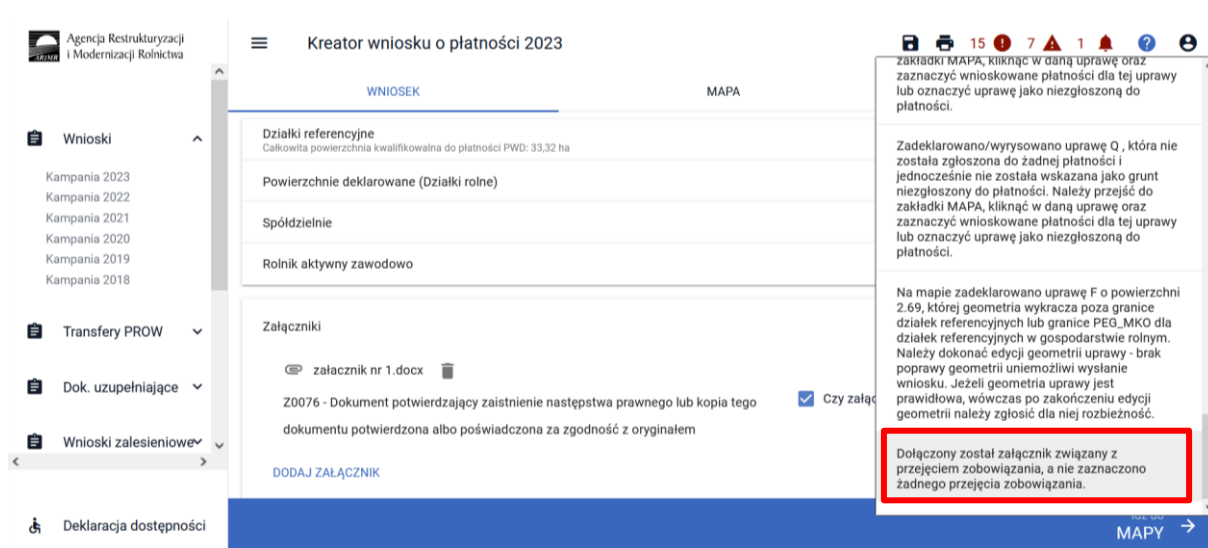 Agencja Restrukturyzacji
i Modernizacji Rolnictwa
ARiMR
Kreator wniosku o płatności 2023
15
7
1
WNIOSEK
MAPA
Wnioski
Kampania 2023
Kampania 2022
Kampania 2021
Kampania 2020
Kampania 2019
Kampania 2018
Transfery PROW
Dok. uzupełniające
Wnioski zalesieniowe
Deklaracja dostępności
Działki referencyjne
Całkowita powierzchnia kwalifikowalna do płatności PWD: 33,32 ha
Powierzchnie deklarowane (Działki rolne)
Spółdzielnie
Rolnik aktywny zawodowo
Załączniki
załacznik nr 1.docx
Z0076 - Dokument potwierdzający zaistnienie następstwa prawnego lub kopia tego
dokumentu potwierdzona albo poświadczona za zgodność z oryginałem
Czy załąc
DODAJ ZAŁĄCZNIK
zakładki MAPA, kliknąć w daną uprawę oraz
zaznaczyć wnioskowane płatności dla tej uprawy
lub oznaczyć uprawę jako niezgłoszoną do
płatności.
Zadeklarowano/wyrysowano uprawę Q , która nie
została zgłoszona do żadnej płatności i
jednocześnie nie została wskazana jako grunt
niezgłoszony do płatności. Należy przejść do
zakładki MAPA, kliknąć w daną uprawę oraz
zaznaczyć wnioskowane płatności dla tej uprawy
lub oznaczyć uprawę jako niezgłoszoną do
płatności.
Na mapie zadeklarowano uprawę F o powierzchni
2.69, której geometria wykracza poza granice
działek referencyjnych lub granice PEG_MKO dla
działek referencyjnych w gospodarstwie rolnym.
Należy dokonać edycji geometrii uprawy - brak
poprawy geometrii uniemożliwi wysłanie
wniosku. Jeżeli geometria uprawy jest
prawidłowa, wówczas po zakończeniu edycji
geometrii należy zgłosić dla niej rozbieżność.
Dołączony został załącznik związany z
przejęciem zobowiązania, a nie zaznaczono
żadnego przejęcia zobowiązania.
MAPY